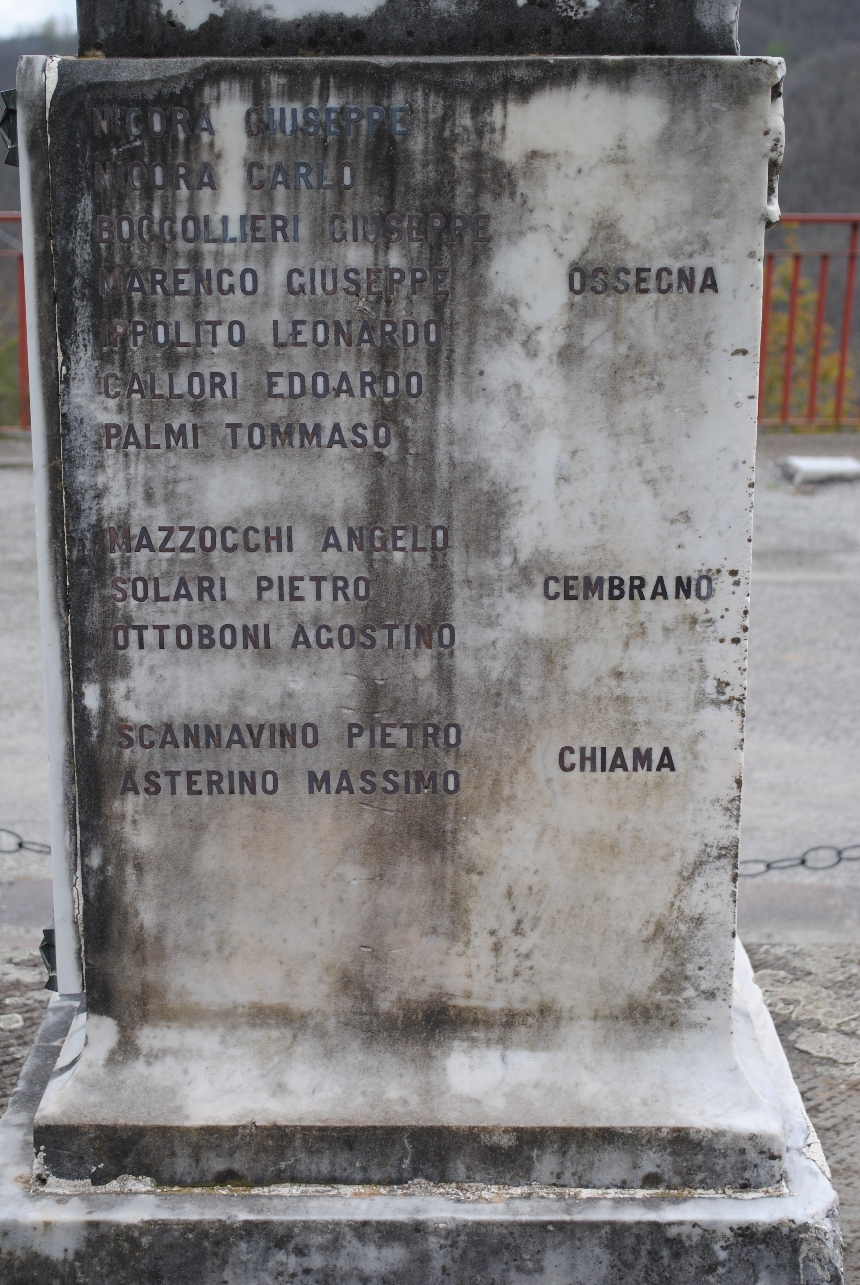 NICORA GIUSEPPE
NICORA CARLO
BOCCOLLIERI GIUSEPPE
MARENGO GIUSEPPE OSSEGNA
IPPOLITO LEONARDO
CALLORI EDOARDO
PALMI TOMMASO
MAZZOCCHI ANGELO
SOLARI PIETRO CEMBRANO
OTTOBONI AGOSTINO
SCANNAVINO PIETRO
CHIAMA
ASTERINO MASSIMO